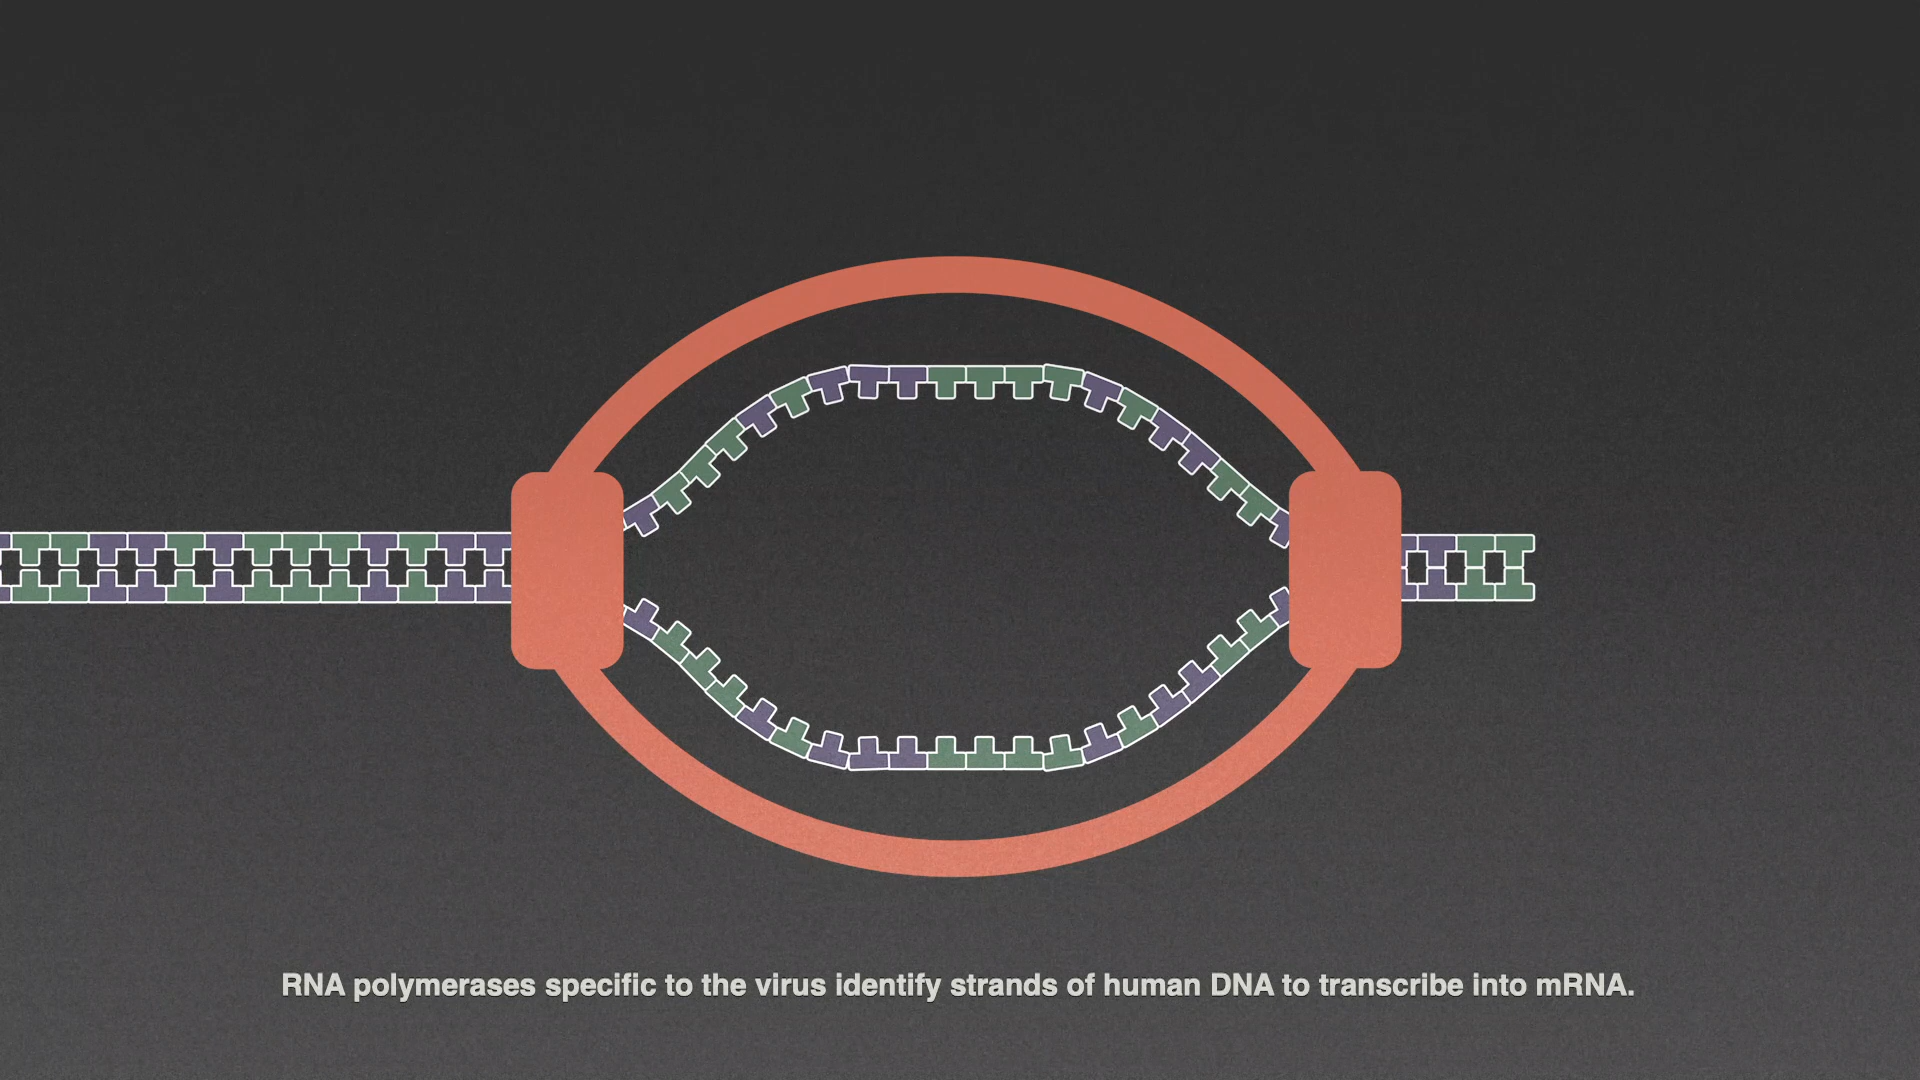 RNA polymerases specific to the virus identify strands of human DNA to transcribe into mRNA.